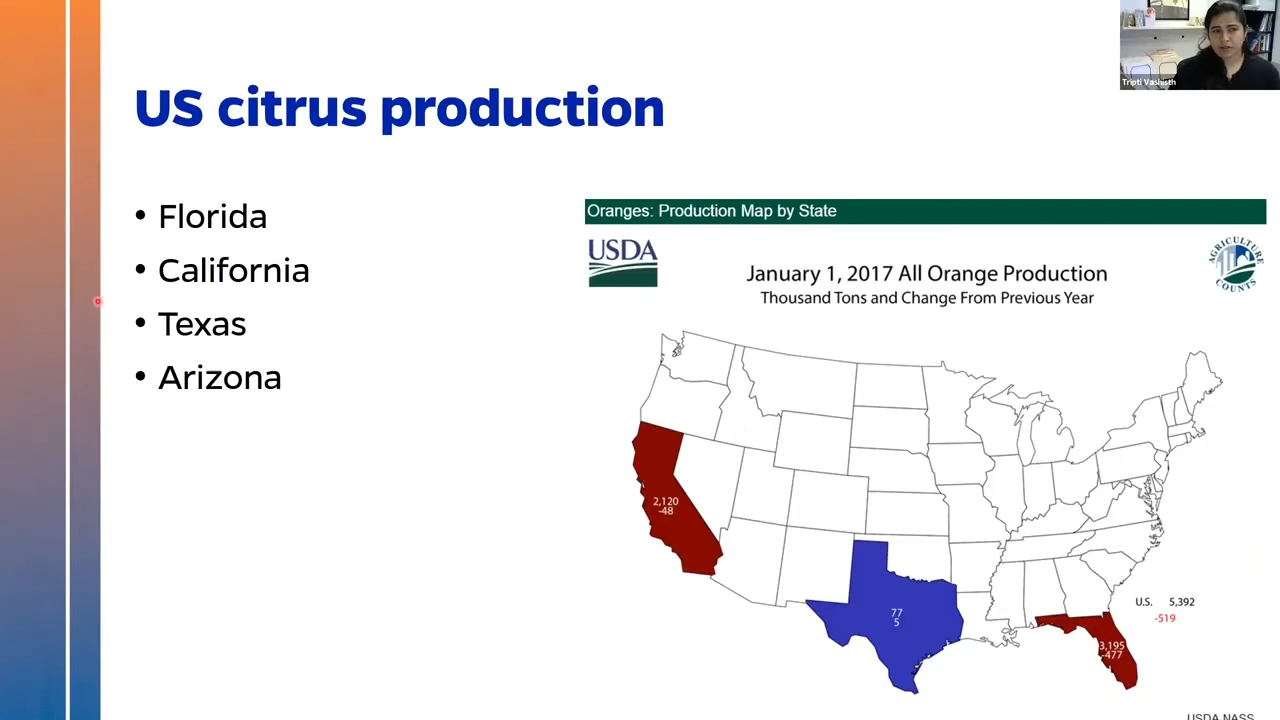 Tripti Vashisth
US citrus production
• Florida
• California
• Texas
• Arizona
Oranges: Production Map by State
USDA
AGRICULTURE
COUNTS
January 1, 2017 All Orange Production
Thousand Tons and Change From Previous Year
2,120
-48
77
5
U.S. 5,392
-519
3,195
-477
USDA NASS